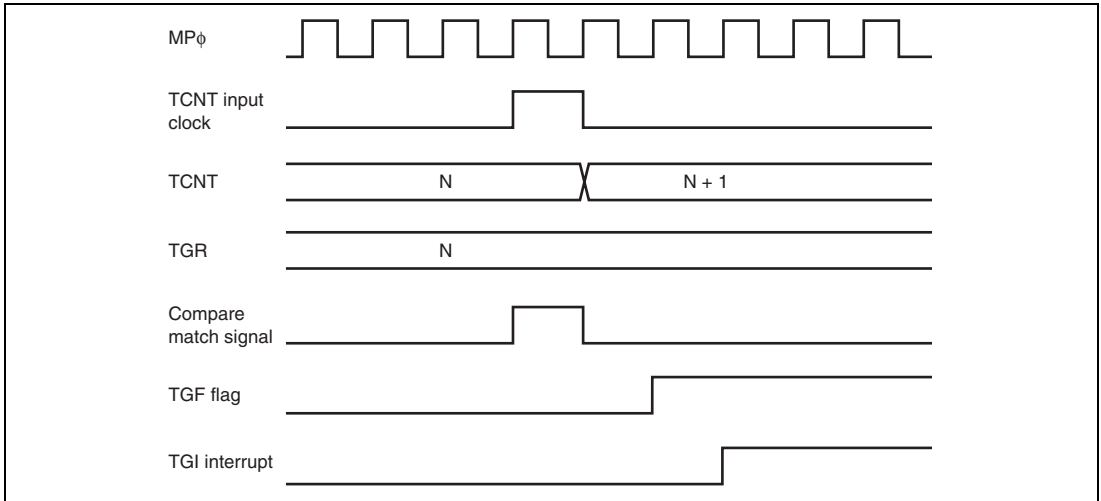 MPϕ
TCNT input
clock
TCNT
N
N + 1
TGR
N
Compare
match signal
TGF flag
TGI interrupt